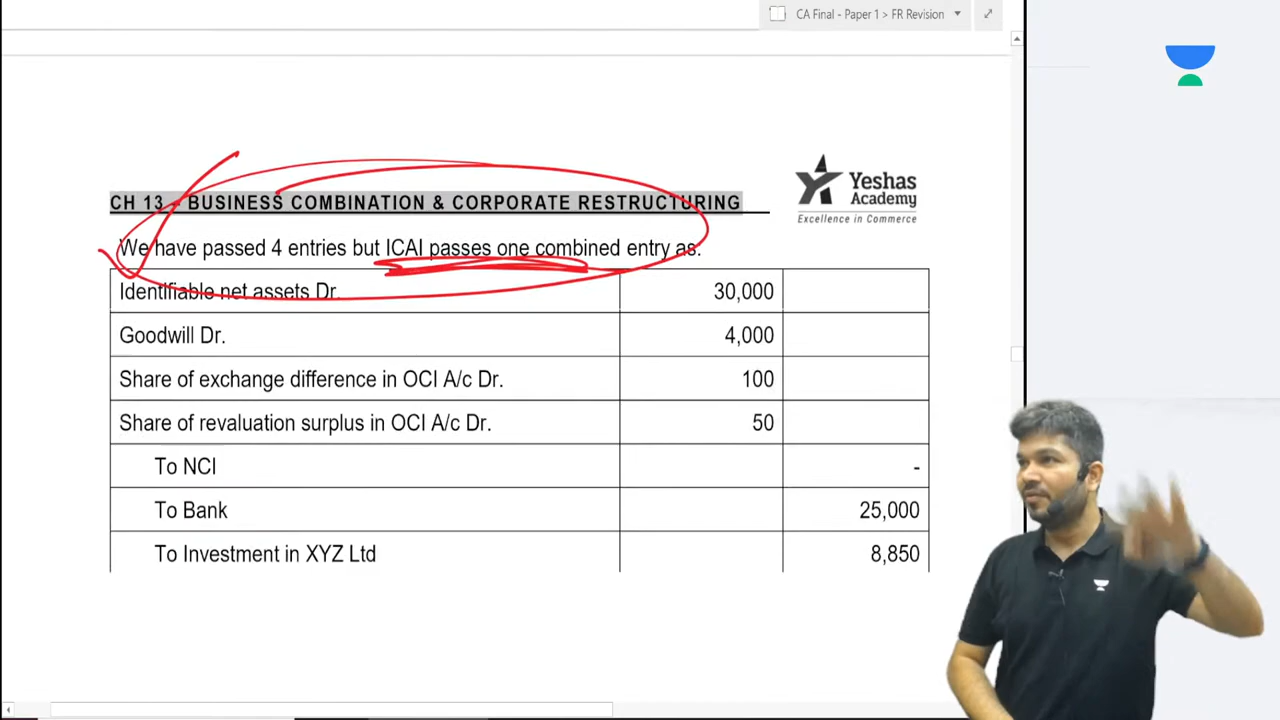 CA Final - Paper 1 > FR Revision
Yeshas
Academy
Excellence in Commerce
CH 13 - BUSINESS COMBINATION & CORPORATE RESTRUCTURING
We have passed 4 entries but ICAI passes one combined entry as:
Identifiable net assets Dr. 30,000
Goodwill Dr. 4,000
Share of exchange difference in OCI A/c Dr. 100
Share of revaluation surplus in OCI A/c Dr. 50
To NCI -
To Bank 25,000
To Investment in XYZ Ltd 8,850